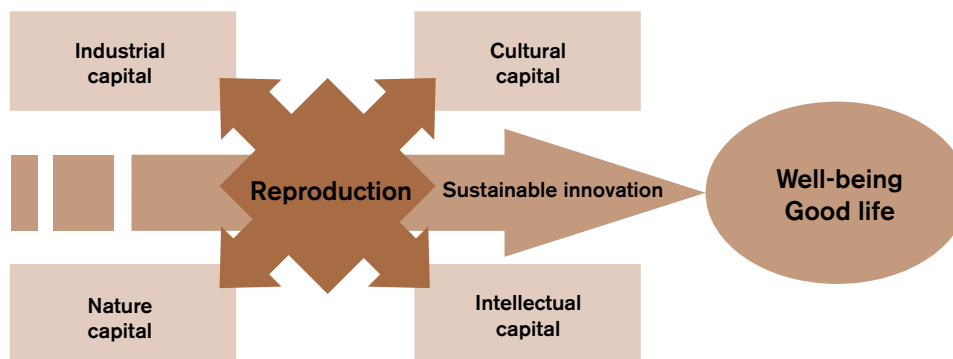 Industrial
capital
Cultural
capital
Reproduction
Sustainable innovation
Well-being
Good life
Nature
capital
Intellectual
capital